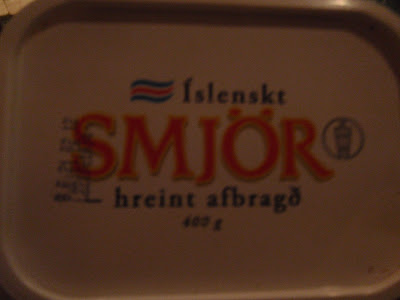 Íslenskt
SMJÖR
hreint afbragð
400 g